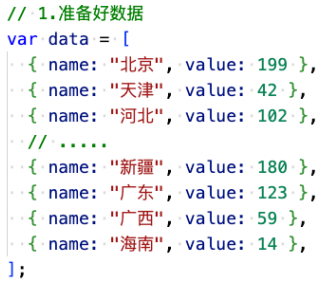 // 1.准备好数据
var data = [
  { name: "北京", value: 199 },
  { name: "天津", value: 42 },
  { name: "河北", value: 102 },
  // .....
  { name: "新疆", value: 180 },
  { name: "广东", value: 123 },
  { name: "广西", value: 59 },
  { name: "海南", value: 14 },
];